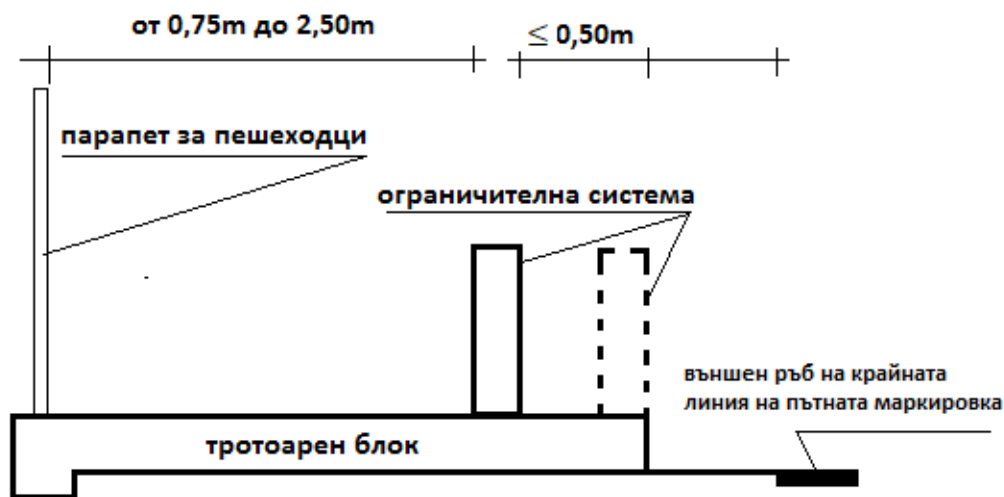 от 0,75m до 2,50m
≤ 0,50m
парапет за пешеходци
ограничителна система
външен ръб на крайната
линия на пътната маркировка
тротоарен блок